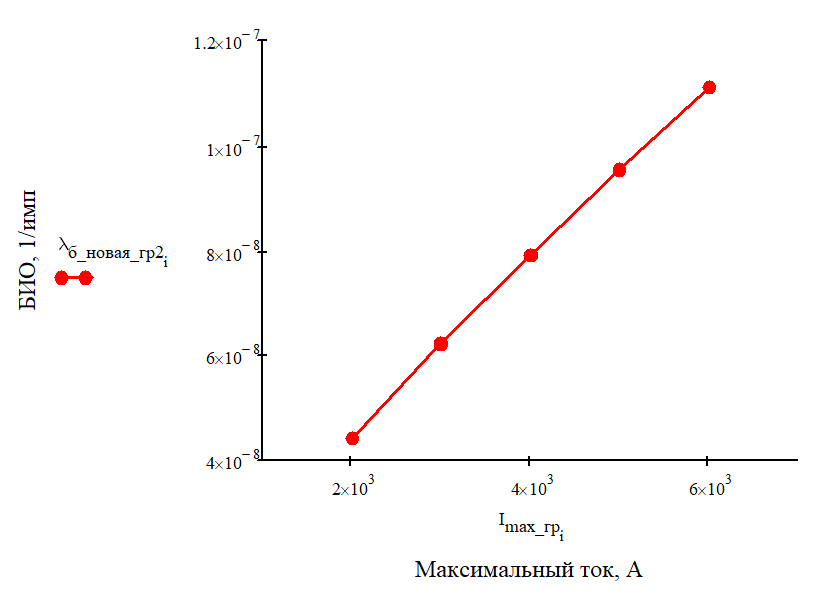 1.2×10⁻⁷
1×10⁻⁷
8×10⁻⁸
6×10⁻⁸
4×10⁻⁸
БИО, 1/имп
λб_новая_гр2i
2×10³
4×10³
6×10³
Imax_грi
Максимальный ток, А